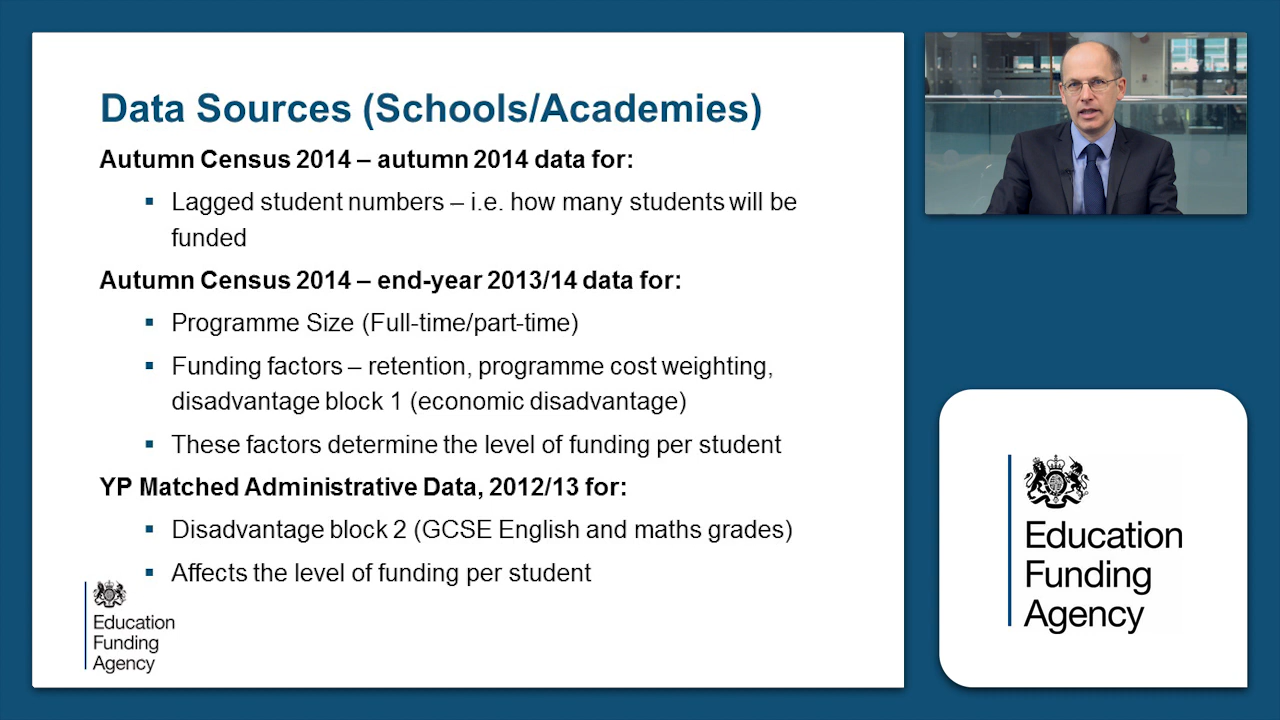 Data Sources (Schools/Academies)
Autumn Census 2014 – autumn 2014 data for:
▪ Lagged student numbers – i.e. how many students will be
funded
Autumn Census 2014 – end-year 2013/14 data for:
▪ Programme Size (Full-time/part-time)
▪ Funding factors – retention, programme cost weighting,
disadvantage block 1 (economic disadvantage)
▪ These factors determine the level of funding per student
YP Matched Administrative Data, 2012/13 for:
▪ Disadvantage block 2 (GCSE English and maths grades)
▪ Affects the level of funding per student
Education
Funding
Agency
Education
Funding
Agency